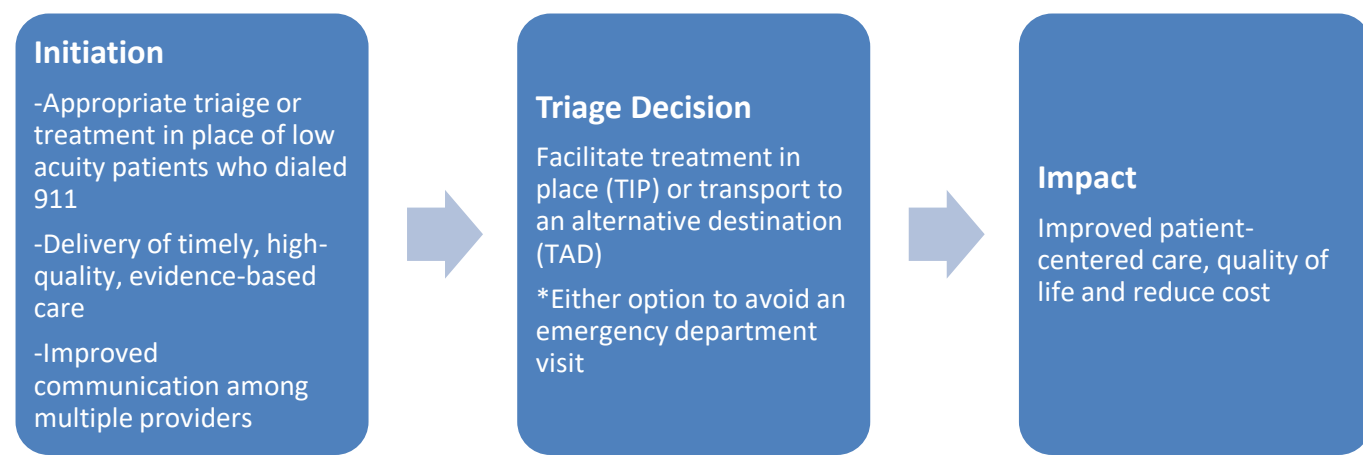 Initiation
-Appropriate triaige or
treatment in place of low
acuity patients who dialed
911
-Delivery of timely, high-
quality, evidence-based
care
-Improved
communication among
multiple providers
Triage Decision
Facilitate treatment in
place (TIP) or transport to
an alternative destination
(TAD)
*Either option to avoid an
emergency department
visit
Impact
Improved patient-
centered care, quality of
life and reduce cost